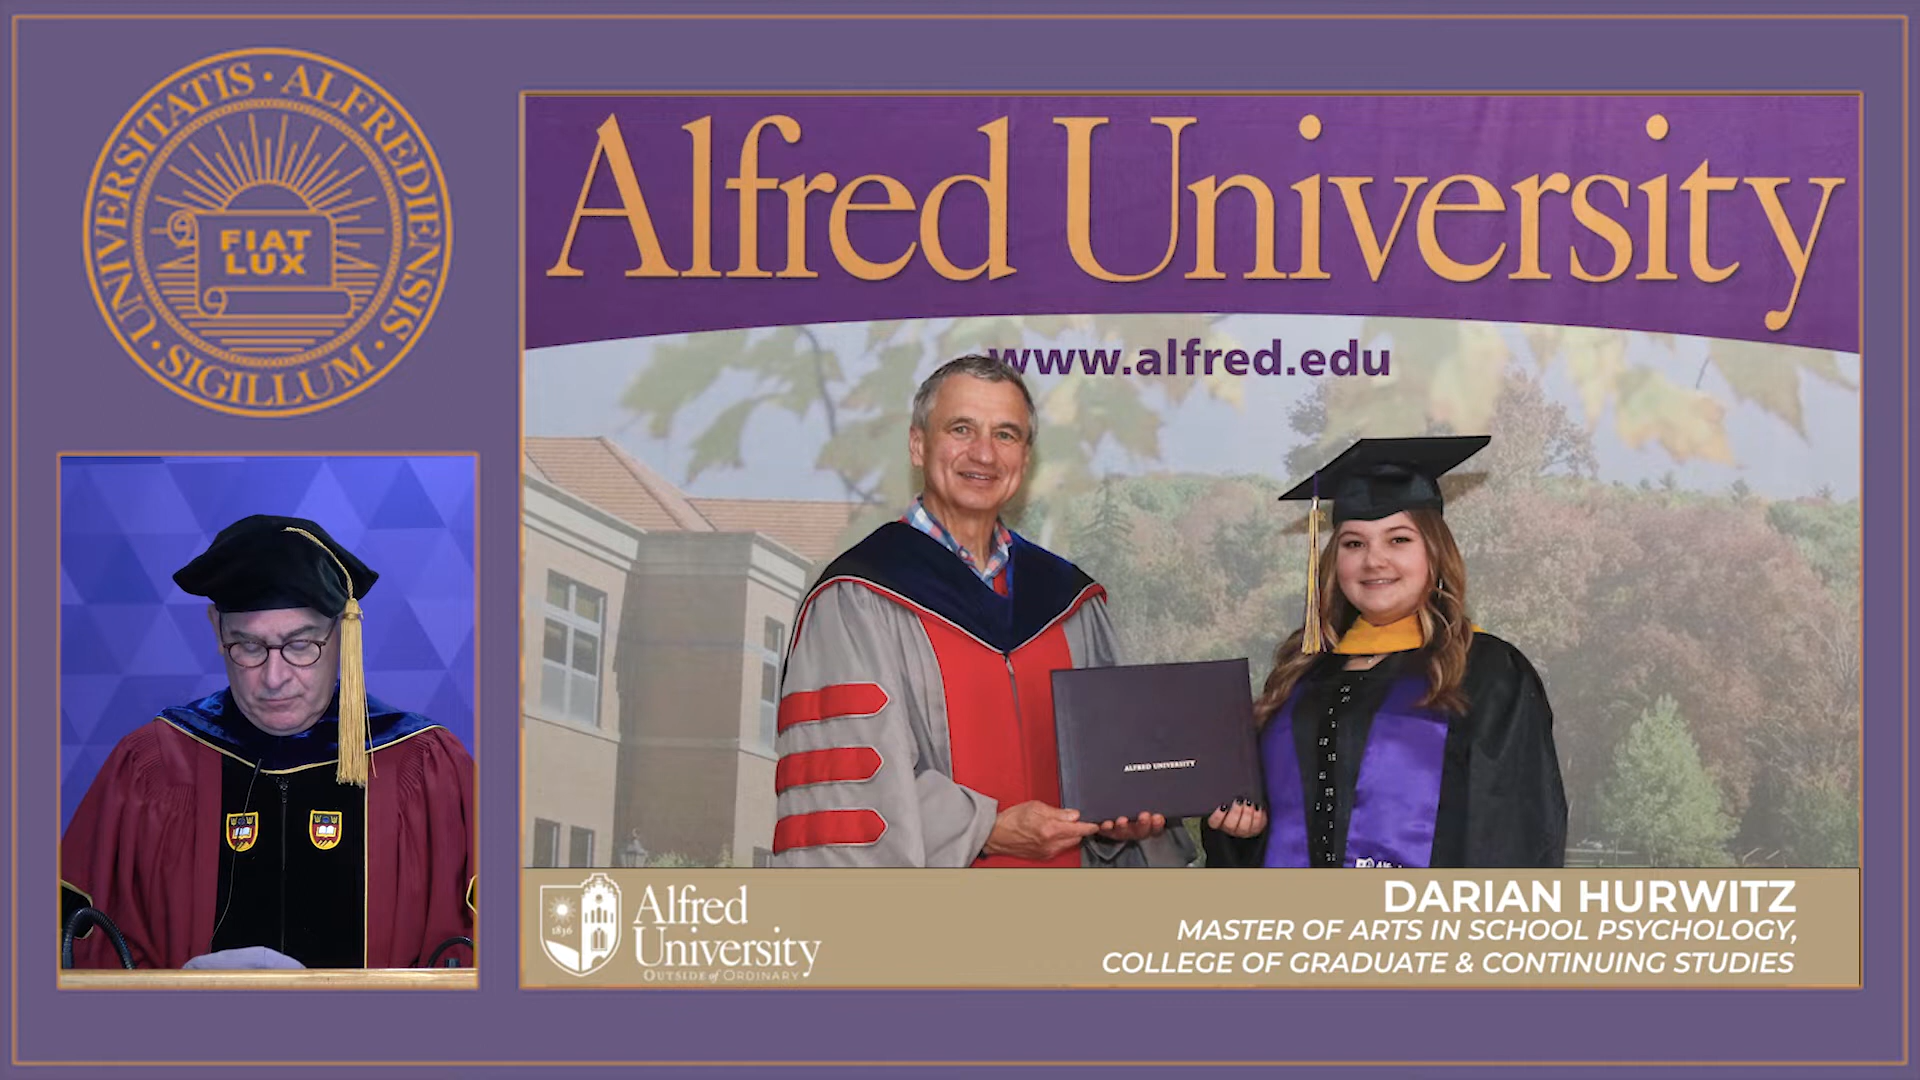 UNIVERSITATIS · ALFREDIENSIS · SIGILLUM ·
FIAT
LUX
Alfred University
www.alfred.edu
ALFRED UNIVERSITY
1836
Alfred
University
OUTSIDE of ORDINARY
DARIAN HURWITZ
MASTER OF ARTS IN SCHOOL PSYCHOLOGY,
COLLEGE OF GRADUATE & CONTINUING STUDIES